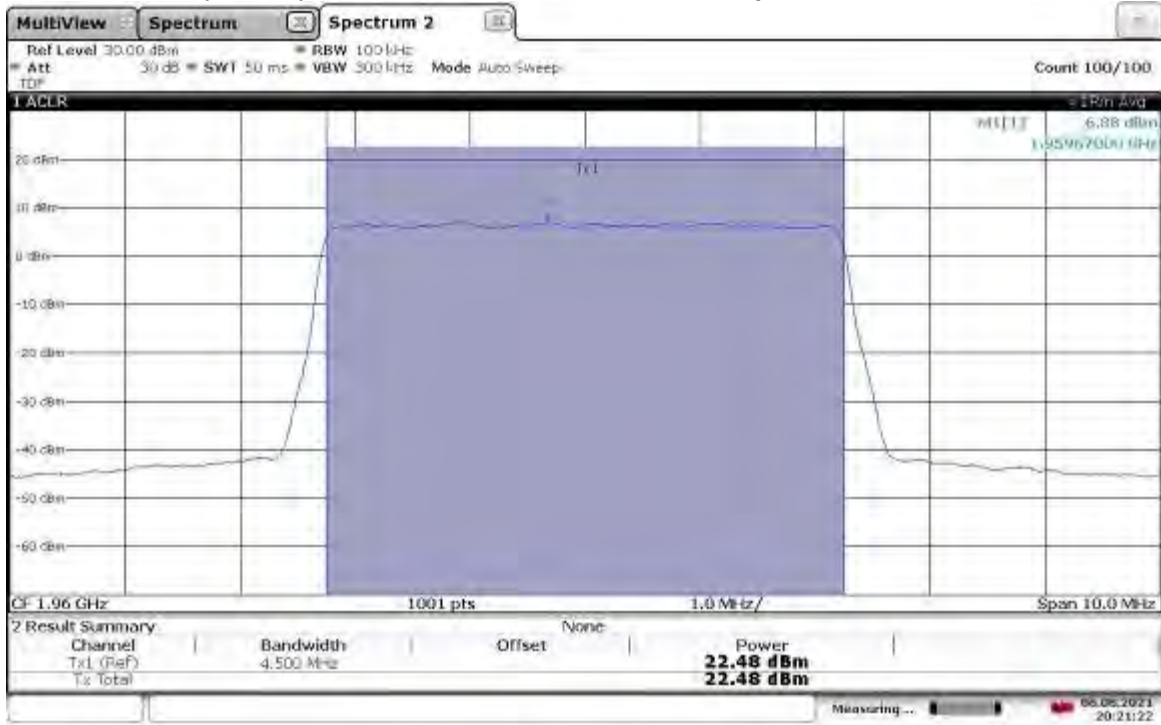 MultiView Spectrum Spectrum 2
Ref Level 30.00 dBm RBW 100 kHz
Att 30 dB SWT 50 ms VBW 300 kHz Mode Auto Sweep Count 100/100
TDF
1 ACLR 1Rm Avg
M1[1] 6.88 dBm
1.95967000 GHz
20 dBm
Tx1
10 dBm
0 dBm
-10 dBm
-20 dBm
-30 dBm
-40 dBm
-50 dBm
-60 dBm
CF 1.96 GHz 1001 pts 1.0 MHz/ Span 10.0 MHz
2 Result Summary None
Channel Bandwidth Offset Power
Tx1 (Ref) 4.500 MHz 22.48 dBm
Tx Total 22.48 dBm
Measuring... 06.06.2021
20:21:22